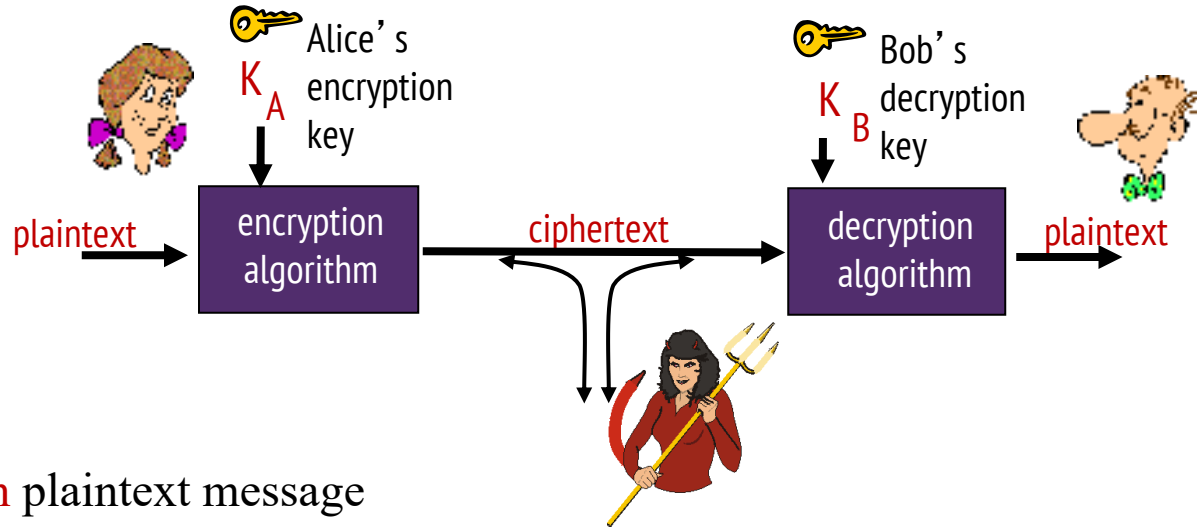 Alice’s
encryption
key
K A
Bob’s
decryption
key
K B
plaintext
encryption
algorithm
ciphertext
decryption
algorithm
plaintext
plaintext message